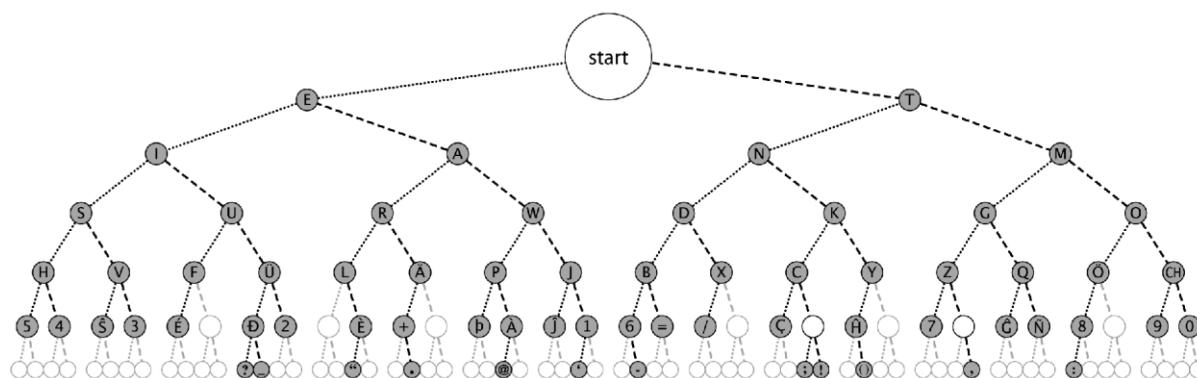 start
E T
I A N M
S U R W D K G O
H V F Ü L Ä P J B X C Y Z Q Ö CH
5 4 Ŝ 3 É Đ 2 È + þ À Ĵ 1 6 = / Ç Ĥ 7 Ĝ Ñ 8 9 0
? _ “ . @ ' - ; ! () , :